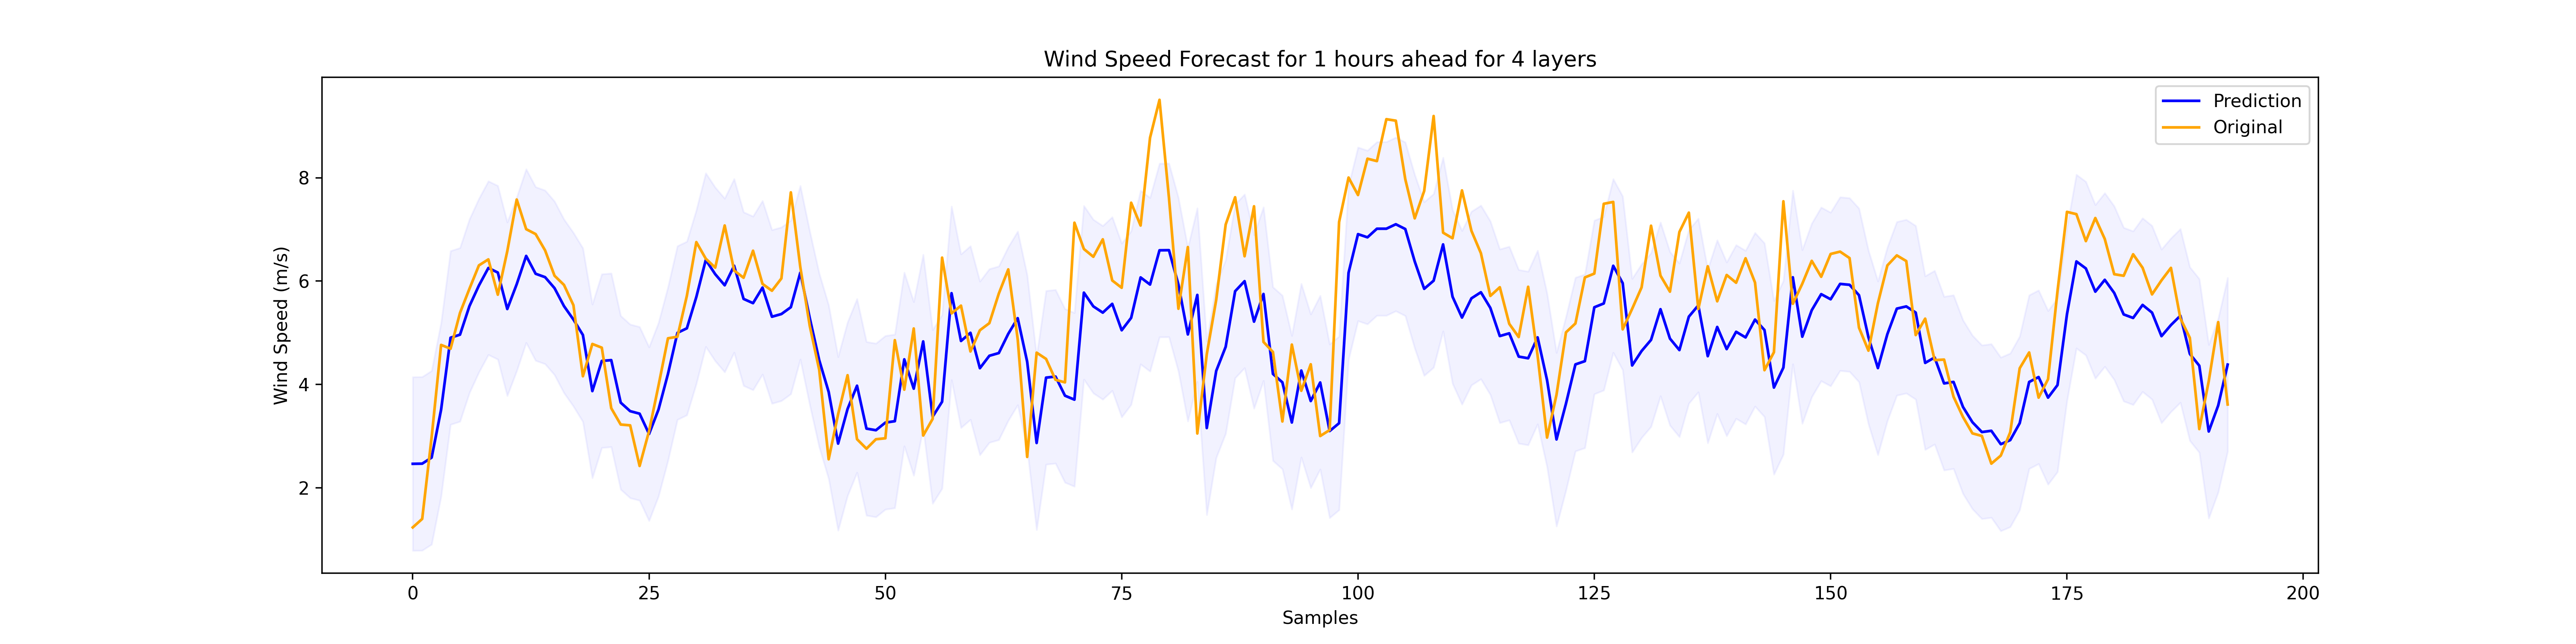 Wind Speed Forecast for 1 hours ahead for 4 layers
Prediction
Original
Wind Speed (m/s)
8
6
4
2
0 25 50 75 100 125 150 175 200
Samples